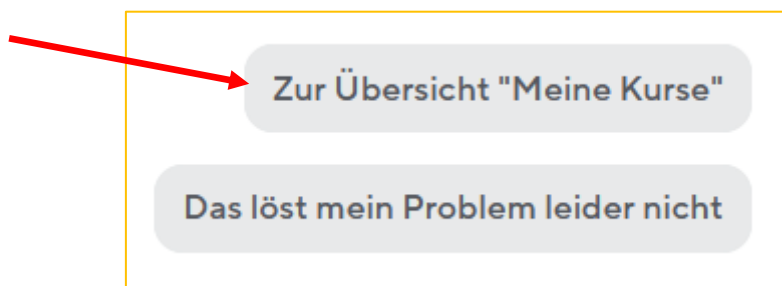 Zur Übersicht "Meine Kurse"
Das löst mein Problem leider nicht